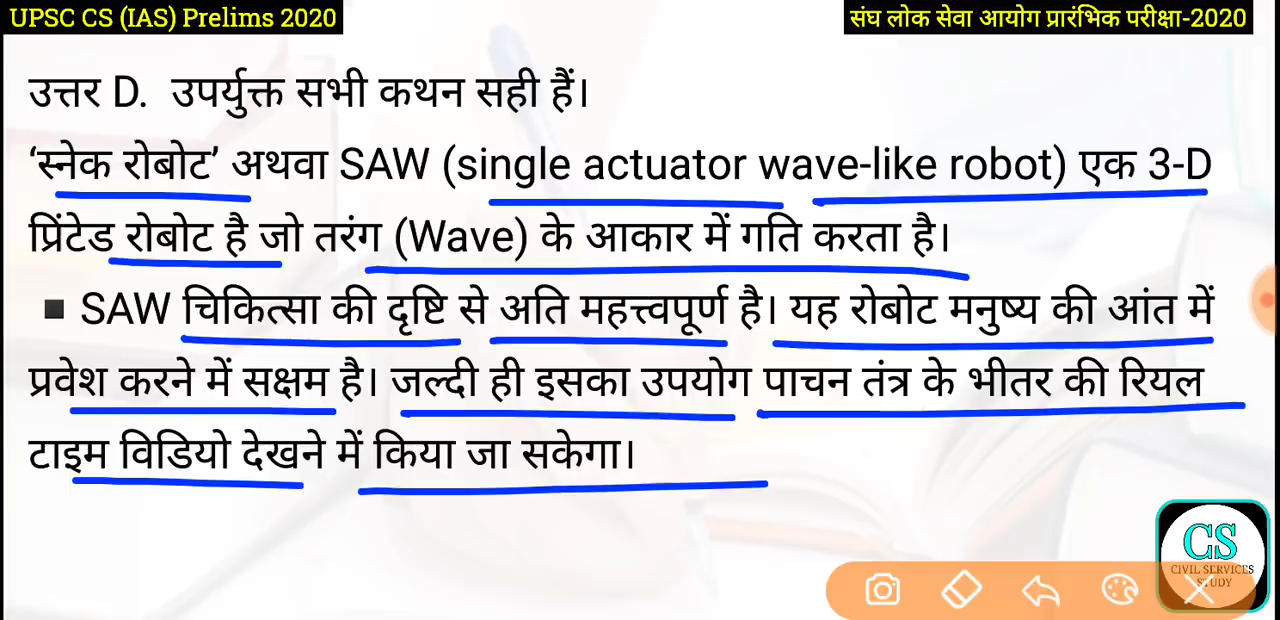 UPSC CS (IAS) Prelims 2020
संघ लोक सेवा आयोग प्रारंभिक परीक्षा-2020
उत्तर D. उपर्युक्त सभी कथन सही हैं।
‘स्नेक रोबोट’ अथवा SAW (single actuator wave-like robot) एक 3-D
प्रिंटेड रोबोट है जो तरंग (Wave) के आकार में गति करता है।
▪ SAW चिकित्सा की दृष्टि से अति महत्त्वपूर्ण है। यह रोबोट मनुष्य की आंत में
प्रवेश करने में सक्षम है। जल्दी ही इसका उपयोग पाचन तंत्र के भीतर की रियल
टाइम विडियो देखने में किया जा सकेगा।
CS
CIVIL SERVICES
STUDY